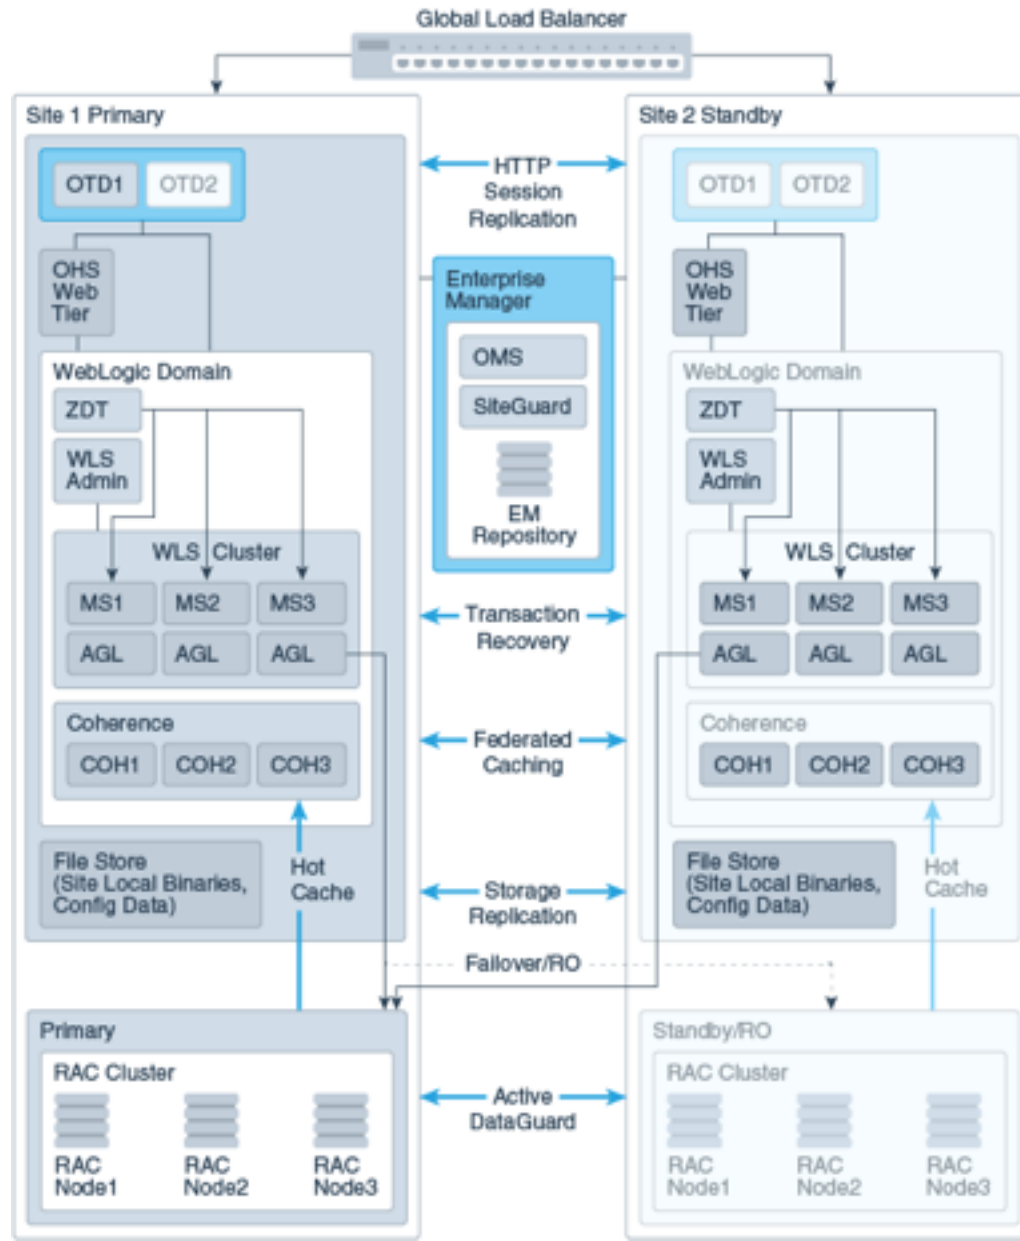 Global Load Balancer
Site 1 Primary
OTD1
OTD2
OHS
Web
Tier
WebLogic Domain
ZDT
WLS
Admin
WLS Cluster
MS1
MS2
MS3
AGL
AGL
AGL
Coherence
COH1
COH2
COH3
File Store
(Site Local Binaries,
Config Data)
Hot
Cache
Primary
RAC Cluster
RAC
Node1
RAC
Node2
RAC
Node3
HTTP
Session
Replication
Enterprise
Manager
OMS
SiteGuard
EM
Repository
Transaction
Recovery
Federated
Caching
Storage
Replication
Failover/RO
Active
DataGuard
Site 2 Standby
OTD1
OTD2
OHS
Web
Tier
WebLogic Domain
ZDT
WLS
Admin
WLS Cluster
MS1
MS2
MS3
AGL
AGL
AGL
Coherence
COH1
COH2
COH3
File Store
(Site Local Binaries,
Config Data)
Hot
Cache
Standby/RO
RAC Cluster
RAC
Node1
RAC
Node2
RAC
Node3